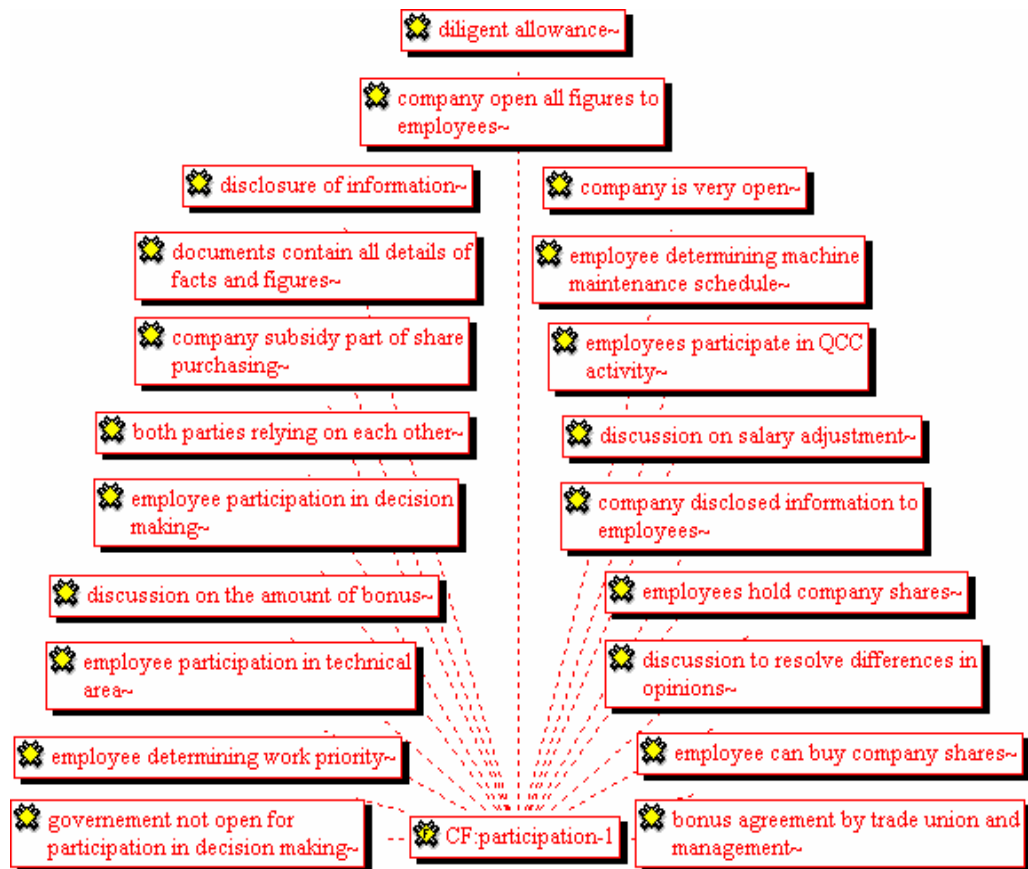 diligent allowance~
company open all figures to
employees~
disclosure of information~
company is very open~
documents contain all details of
facts and figures~
employee determining machine
maintenance schedule~
company subsidy part of share
purchasing~
employees participate in QCC
activity~
both parties relying on each other~
discussion on salary adjustment~
employee participation in decision
making~
company disclosed information to
employees~
discussion on the amount of bonus~
employees hold company shares~
employee participation in technical
area~
discussion to resolve differences in
opinions~
employee determining work priority~
employee can buy company shares~
governement not open for
participation in decision making~
CF:participation-1
bonus agreement by trade union and
management~